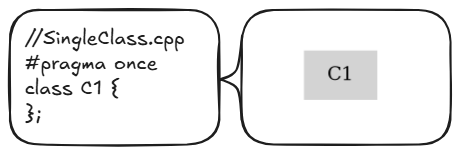 //SingleClass.cpp
#pragma once
class C1 {
};
C1